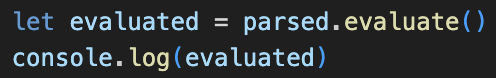 let evaluated = parsed.evaluate()
console.log(evaluated)